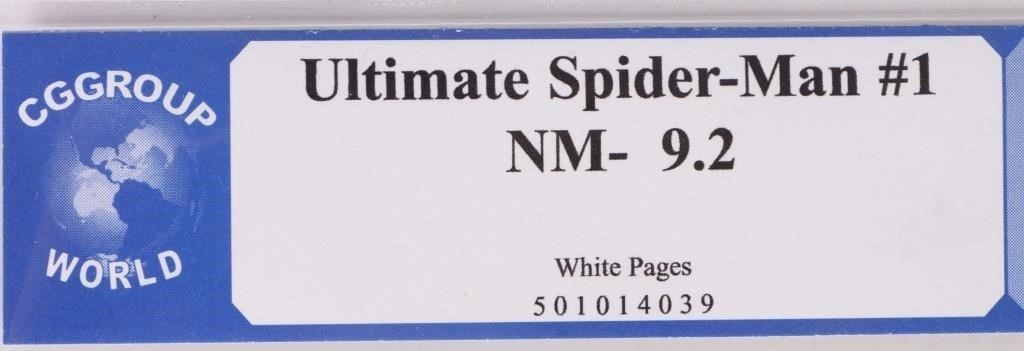 CGGROUP
WORLD
Ultimate Spider-Man #1
NM- 9.2
White Pages
501014039